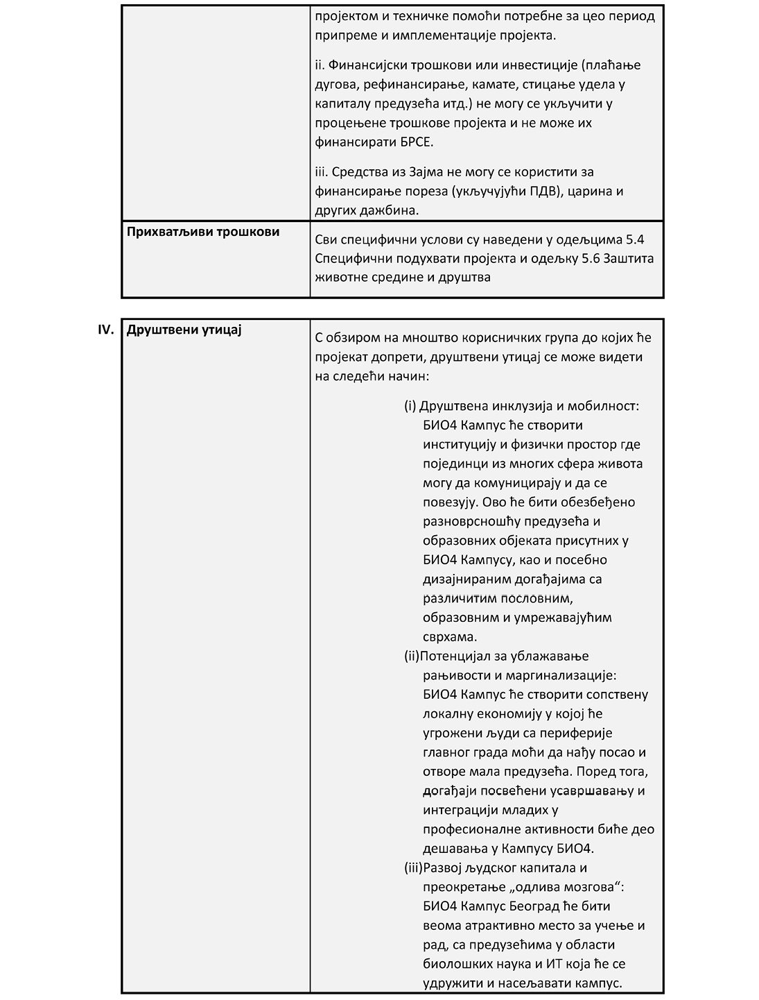 пројектом и техничке помоћи потребне за цео период
припреме и имплементације пројекта.
ii. Финансијски трошкови или инвестиције (плаћање
дугова, рефинансирање, камате, стицање удела у
капиталу предузећа итд.) не могу се укључити у
процењене трошкове пројекта и не може их
финансирати БРСЕ.
iii. Средства из Зајма не могу се користити за
финансирање пореза (укључујући ПДВ), царина и
других дажбина.
Прихватљиви трошкови
Сви специфични услови су наведени у одељцима 5.4
Специфични подухвати пројекта и одељку 5.6 Заштита
животне средине и друштва
IV. Друштвени утицај
С обзиром на мноштво корисничких група до којих ће
пројекат допрети, друштвени утицај се може видети
на следећи начин:
(i) Друштвена инклузија и мобилност:
БИО4 Кампус ће створити
институцију и физички простор где
појединци из многих сфера живота
могу да комуницирају и да се
повезују. Ово ће бити обезбеђено
разноврсношћу предузећа и
образовних објеката присутних у
БИО4 Кампусу, као и посебно
дизајнираним догађајима са
различитим пословним,
образовним и умрежавајућим
сврхама.
(ii)Потенцијал за ублажавање
рањивости и маргинализације:
БИО4 Кампус ће створити сопствену
локалну економију у којој ће
угрожени људи са периферије
главног града моћи да нађу посао и
отворе мала предузећа. Поред тога,
догађаји посвећени усавршавању и
интеграцији младих у
професионалне активности биће део
дешавања у Кампусу БИО4.
(iii)Развој људског капитала и
преокретање „одлива мозгова“:
БИО4 Кампус Београд ће бити
веома атрактивно место за учење и
рад, са предузећима у области
биолошких наука и ИТ која ће се
удружити и насељавати кампус.